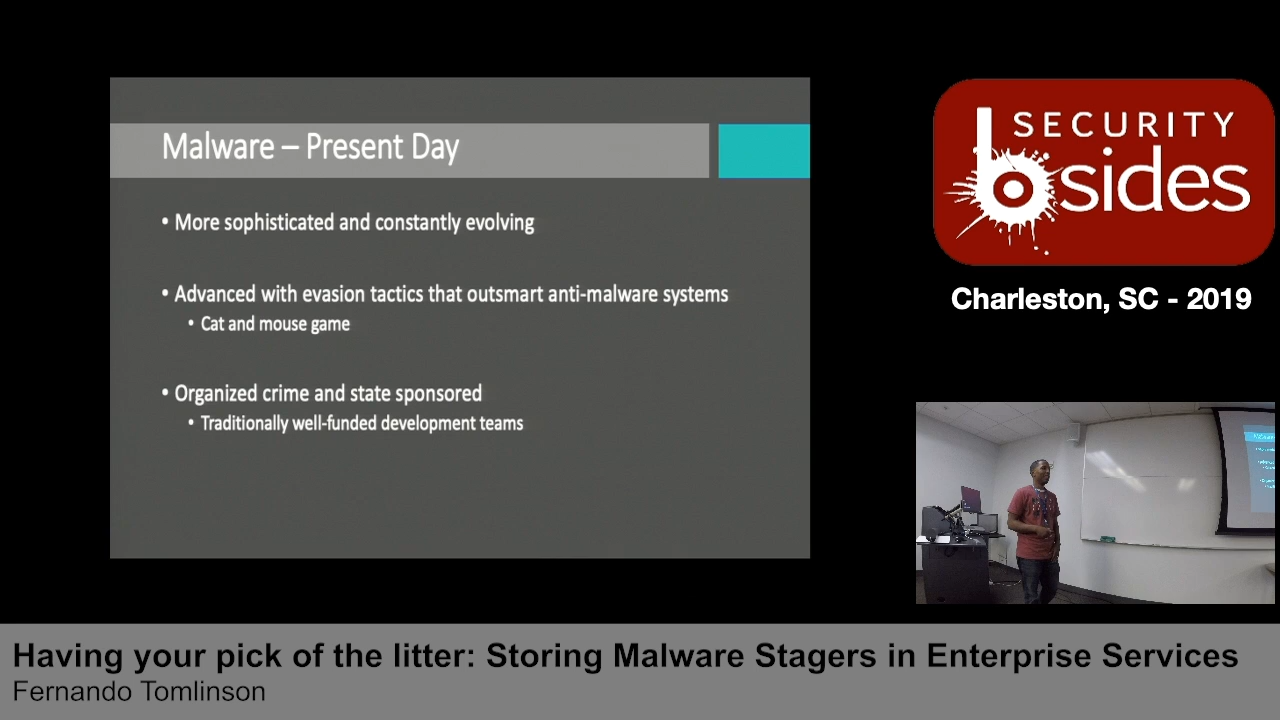 Malware – Present Day
• More sophisticated and constantly evolving
• Advanced with evasion tactics that outsmart anti-malware systems
• Cat and mouse game
• Organized crime and state sponsored
• Traditionally well-funded development teams
SECURITY
bsides
Charleston, SC - 2019
Having your pick of the litter: Storing Malware Stagers in Enterprise Services
Fernando Tomlinson